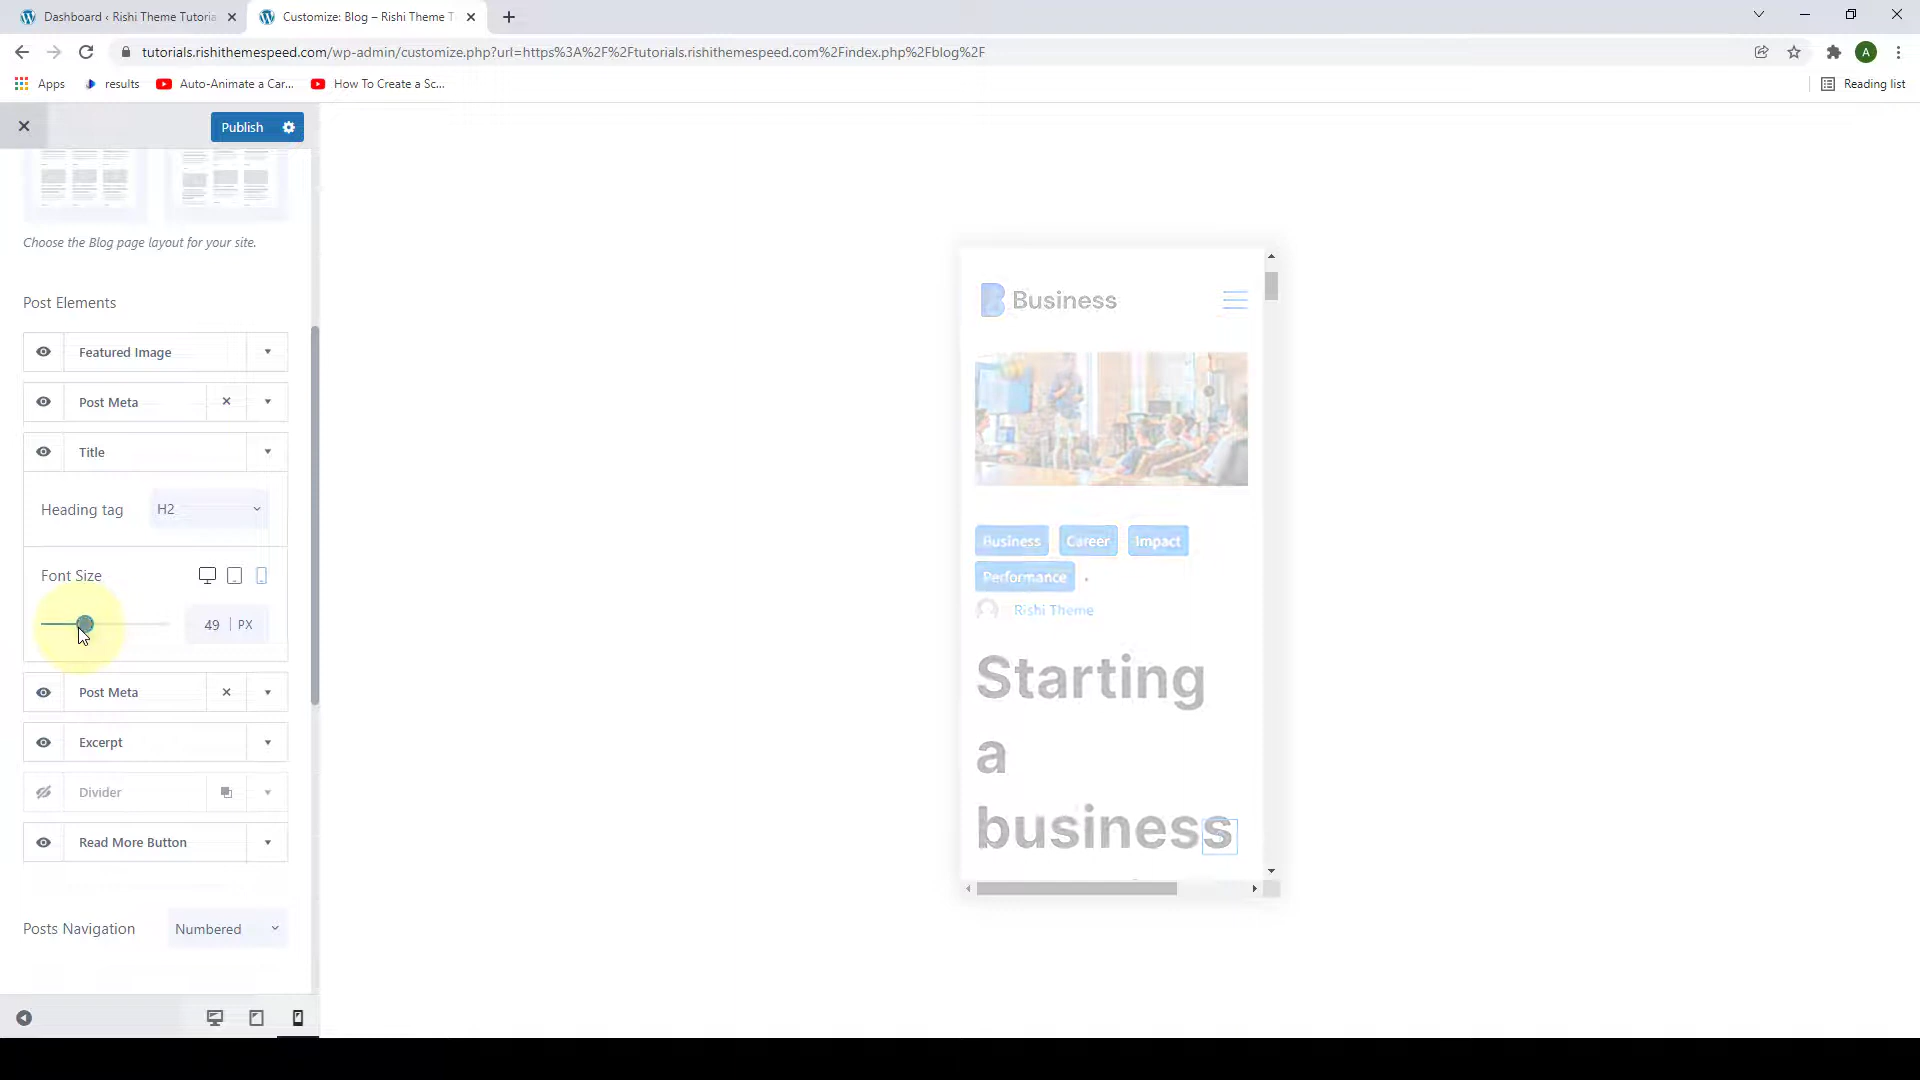 Dashboard ‹ Rishi Theme Tutoria
Customize: Blog – Rishi Theme T
tutorials.rishithemespeed.com/wp-admin/customize.php?url=https%3A%2F%2Ftutorials.rishithemespeed.com%2Findex.php%2Fblog%2F
A
Apps
results
Auto-Animate a Car...
How To Create a Sc...
Reading list
Publish
Choose the Blog page layout for your site.
Post Elements
Featured Image
Post Meta
Title
Heading tag
H2
Font Size
49
PX
Post Meta
Excerpt
Divider
Read More Button
Posts Navigation
Numbered
Business
Business Career Impact
Performance
Rishi Theme
Starting
a
business